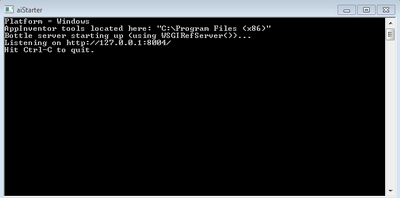 aiStarter
Platform = Windows
AppInventor tools located here: "C:\Program Files (x86)"
Bottle server starting up (using WSGIRefServer())...
Listening on http://127.0.0.1:8004/
Hit Ctrl-C to quit.